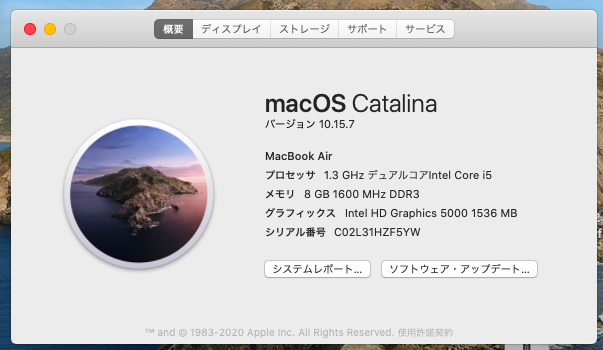 概要 ディスプレイ ストレージ サポート サービス
macOS Catalina
バージョン 10.15.7
MacBook Air
プロセッサ 1.3 GHz デュアルコアIntel Core i5
メモリ 8 GB 1600 MHz DDR3
グラフィックス Intel HD Graphics 5000 1536 MB
シリアル番号 C02L31HZF5YW
システムレポート... ソフトウェア・アップデート...
™ and © 1983-2020 Apple Inc. All Rights Reserved. 使用許諾契約